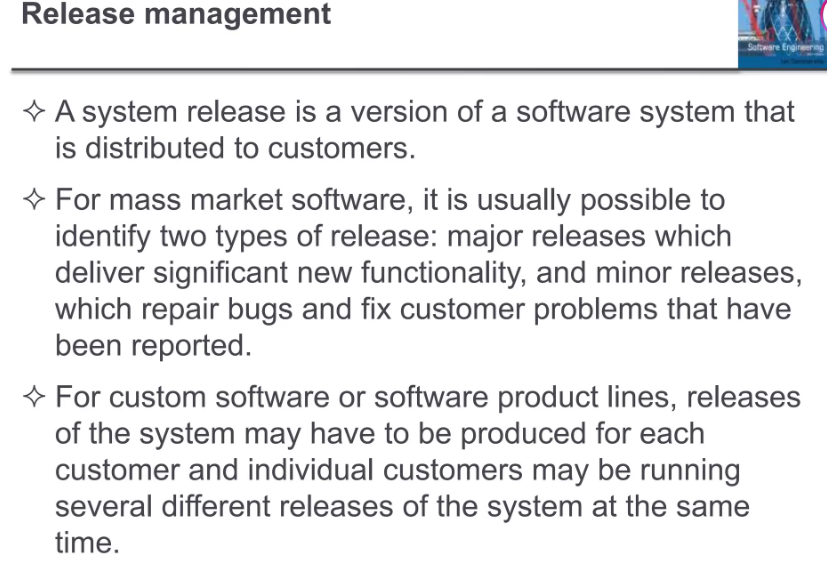 Release management
Software Engineering
✧ A system release is a version of a software system that
is distributed to customers.
✧ For mass market software, it is usually possible to
identify two types of release: major releases which
deliver significant new functionality, and minor releases,
which repair bugs and fix customer problems that have
been reported.
✧ For custom software or software product lines, releases
of the system may have to be produced for each
customer and individual customers may be running
several different releases of the system at the same
time.